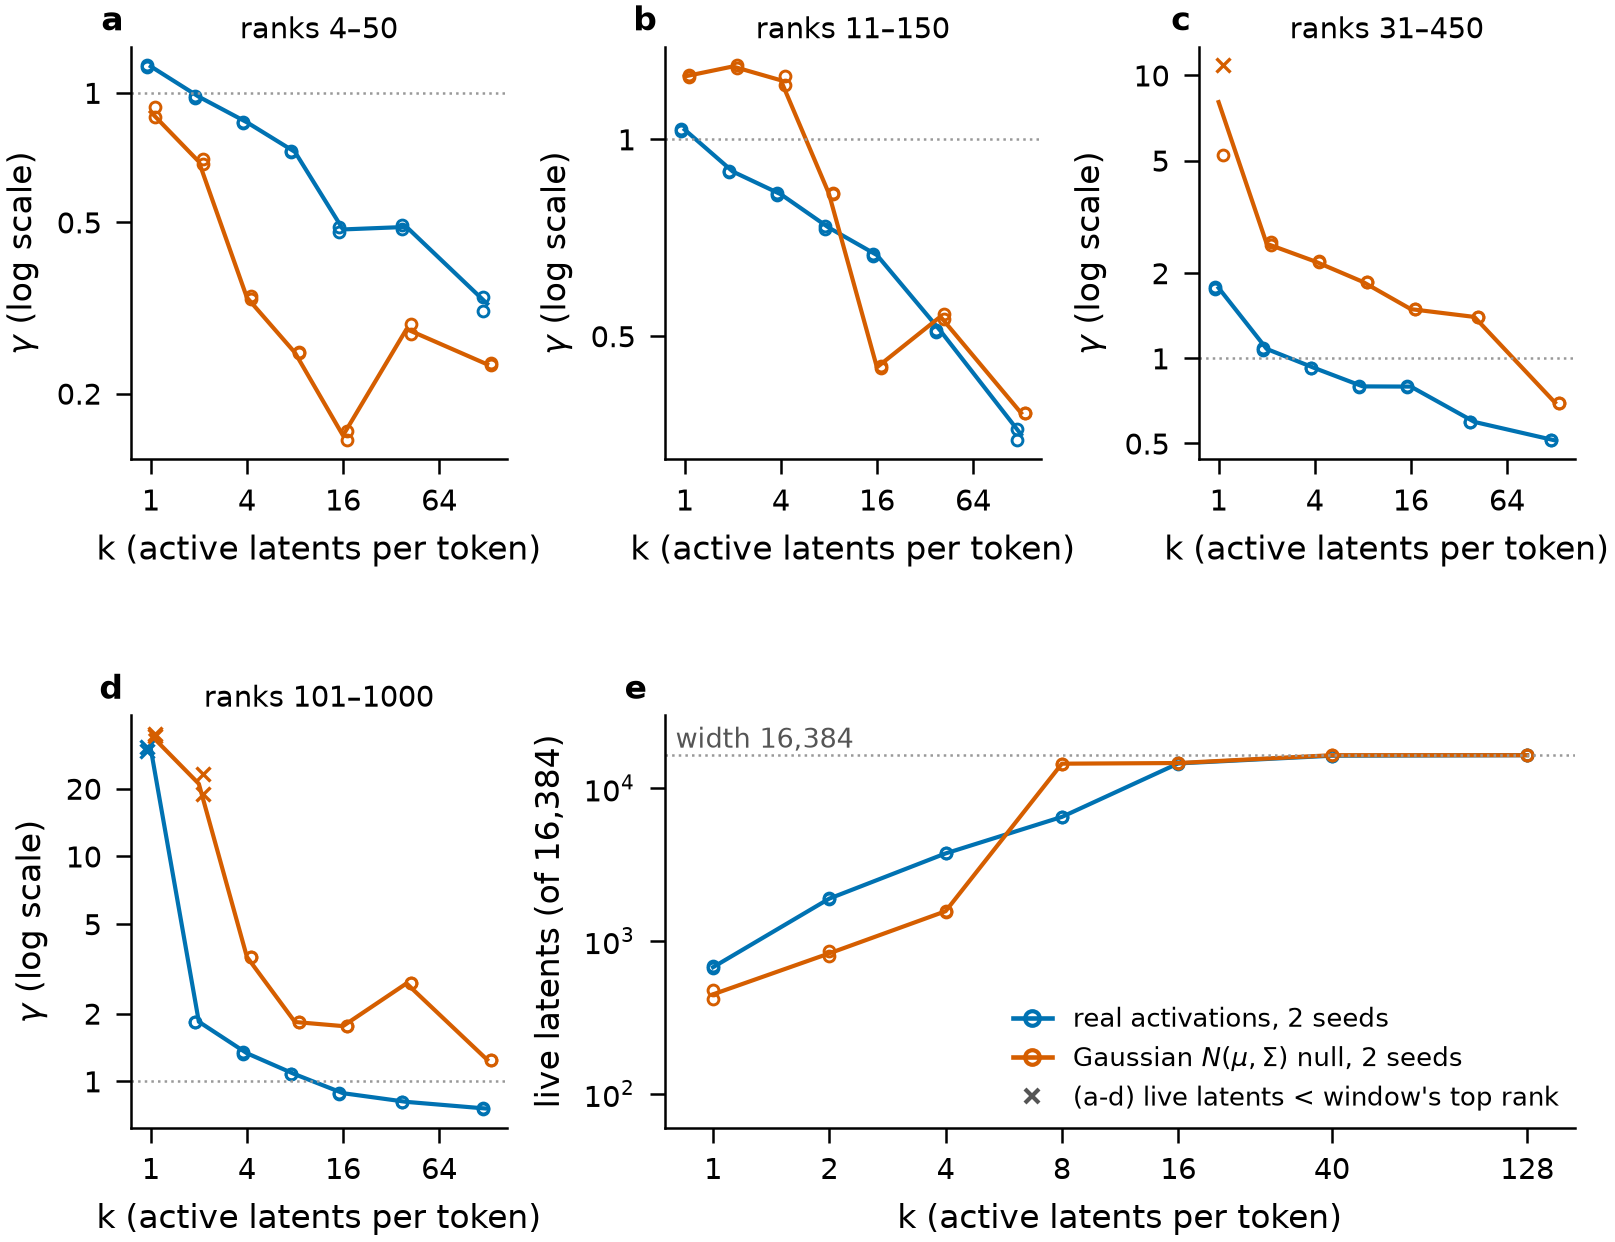 a
ranks 4–50
γ (log scale)
1
0.5
0.2
1
4
16
64
k (active latents per token)
b
ranks 11–150
γ (log scale)
1
0.5
1
4
16
64
k (active latents per token)
c
ranks 31–450
γ (log scale)
10
5
2
1
0.5
1
4
16
64
k (active latents per token)
d
ranks 101–1000
γ (log scale)
20
10
5
2
1
1
4
16
64
k (active latents per token)
e
width 16,384
live latents (of 16,384)
10⁴
10³
10²
real activations, 2 seeds
Gaussian N(μ, Σ) null, 2 seeds
(a-d) live latents < window's top rank
1
2
4
8
16
40
128
k (active latents per token)